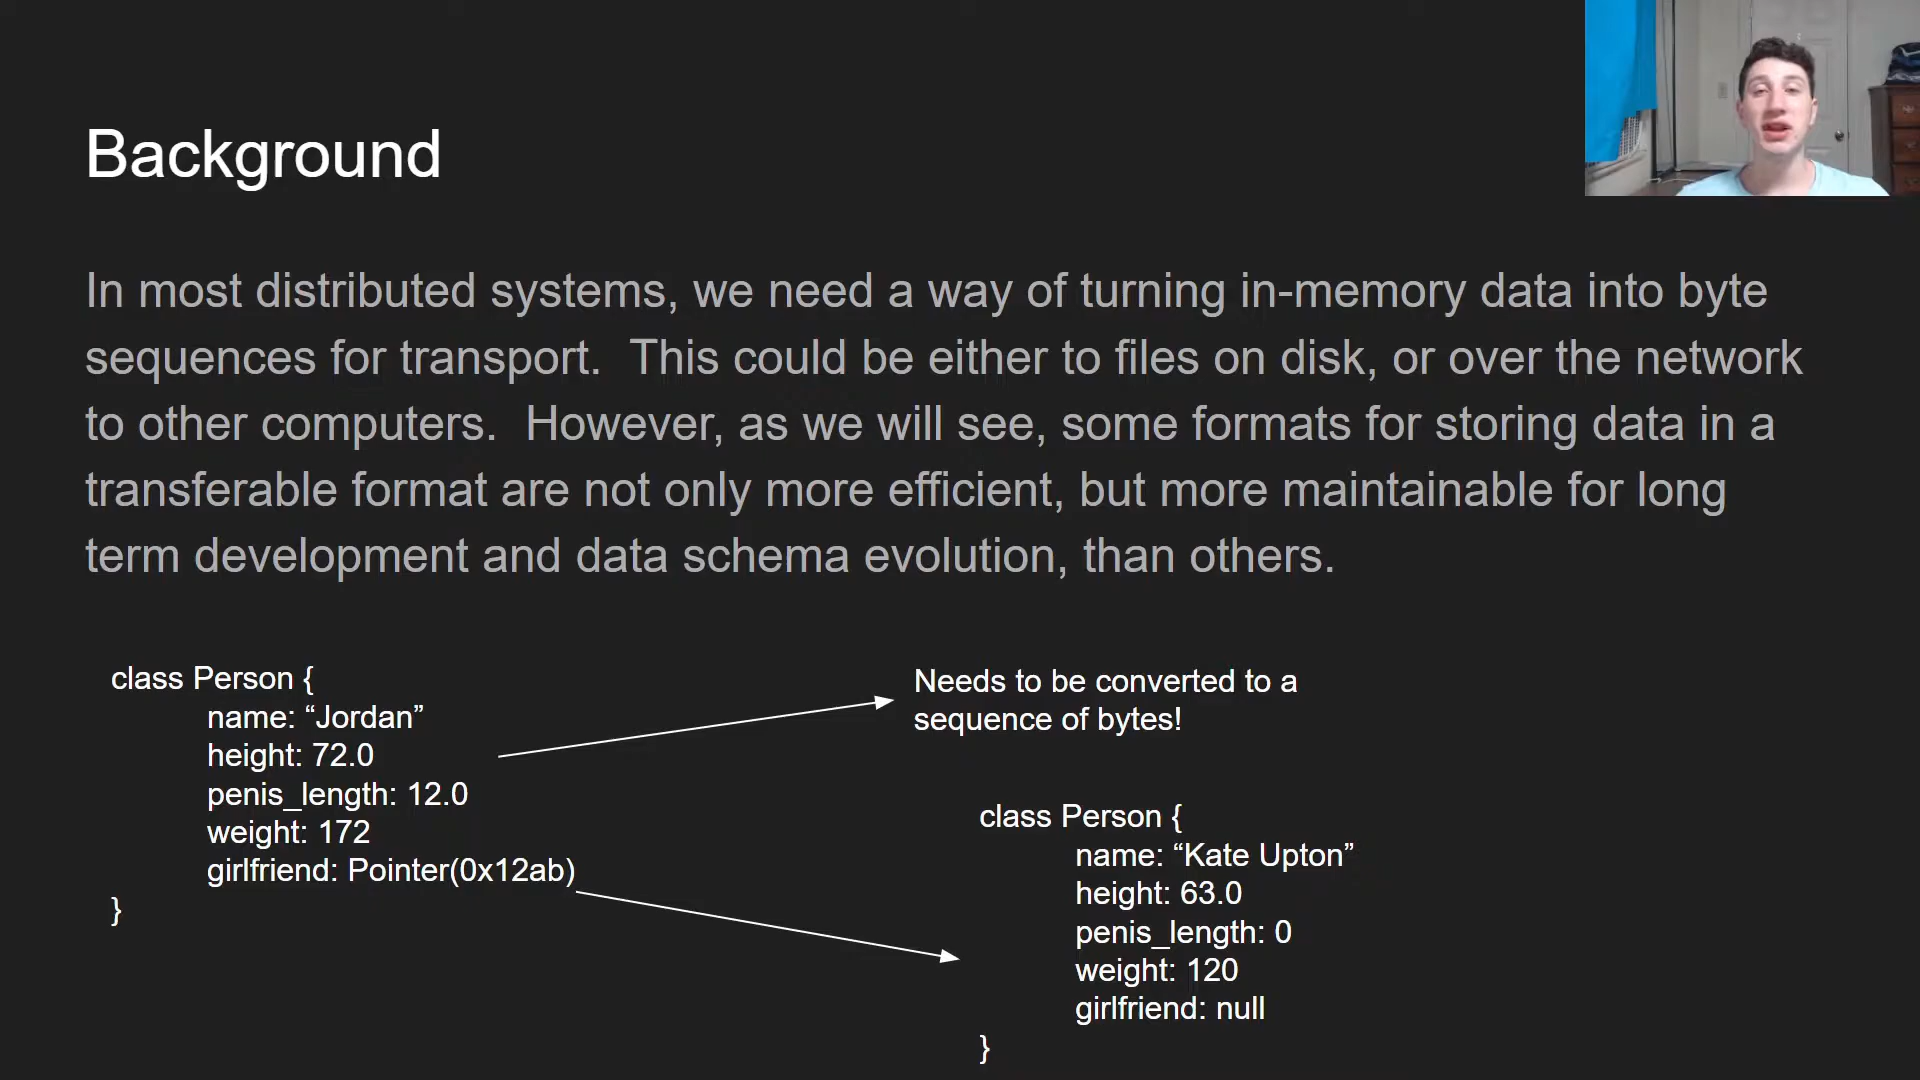 Background
In most distributed systems, we need a way of turning in-memory data into byte
sequences for transport.  This could be either to files on disk, or over the network
to other computers.  However, as we will see, some formats for storing data in a
transferable format are not only more efficient, but more maintainable for long
term development and data schema evolution, than others.
class Person {
name: “Jordan”
height: 72.0
penis_length: 12.0
weight: 172
girlfriend: Pointer(0x12ab)
}
Needs to be converted to a
sequence of bytes!
class Person {
name: “Kate Upton”
height: 63.0
penis_length: 0
weight: 120
girlfriend: null
}